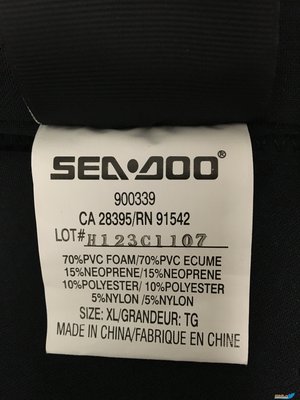 SEA-DOO®
900339
CA 28395/RN 91542
LOT# H123C1107
70%PVC FOAM/70%PVC ECUME
15%NEOPRENE/15%NEOPRENE
10%POLYESTER/ 10%POLYESTER
5%NYLON /5%NYLON
SIZE: XL/GRANDEUR: TG
MADE IN CHINA/FABRIQUE EN CHINE